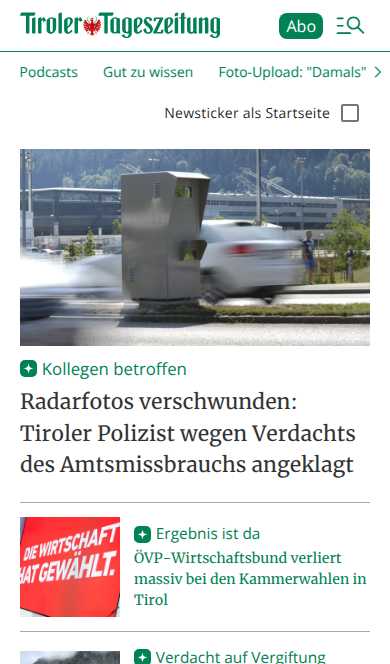 Tiroler Tageszeitung
Abo
Podcasts Gut zu wissen Foto-Upload: "Damals"
Newsticker als Startseite
Kollegen betroffen
Radarfotos verschwunden:
Tiroler Polizist wegen Verdachts
des Amtsmissbrauchs angeklagt
DIE WIRTSCHAFT
HAT GEWÄHLT.
Ergebnis ist da
ÖVP-Wirtschaftsbund verliert
massiv bei den Kammerwahlen in
Tirol
Verdacht auf Vergiftung